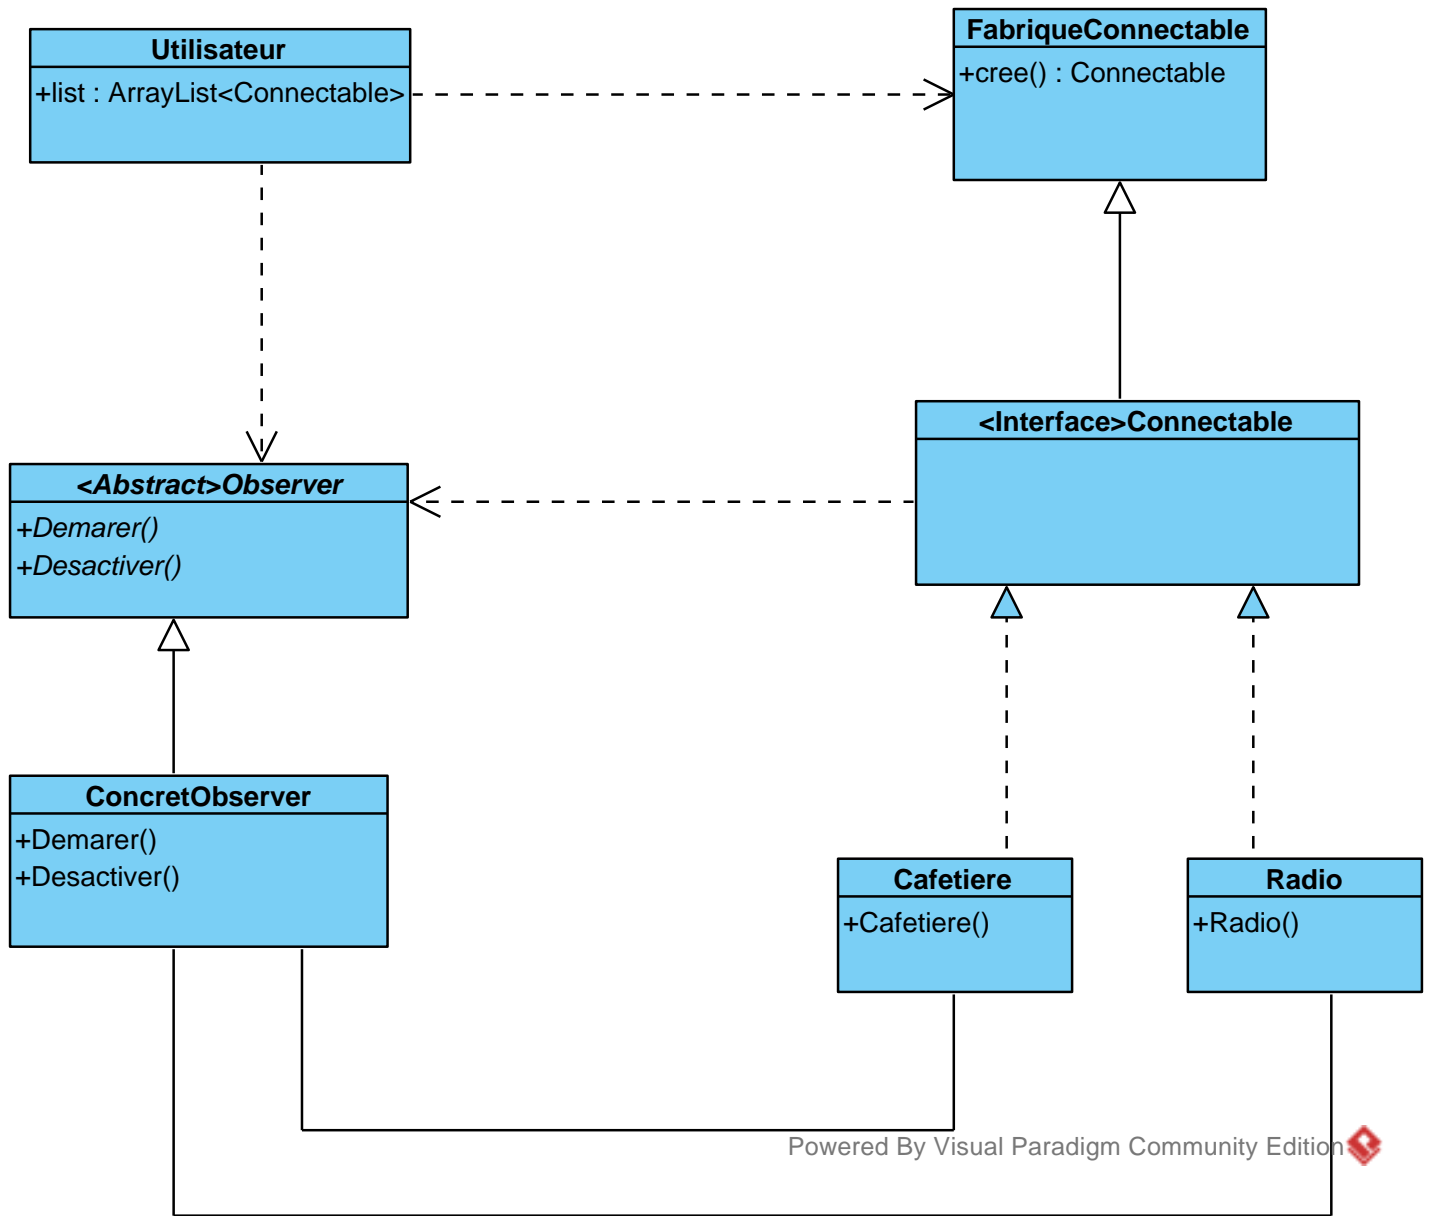 Utilisateur
+list : ArrayList<Connectable>
FabriqueConnectable
+cree() : Connectable
<Interface>Connectable
<Abstract>Observer
+Demarer()
+Desactiver()
ConcretObserver
+Demarer()
+Desactiver()
Cafetiere
+Cafetiere()
Radio
+Radio()
Powered By Visual Paradigm Community Edition